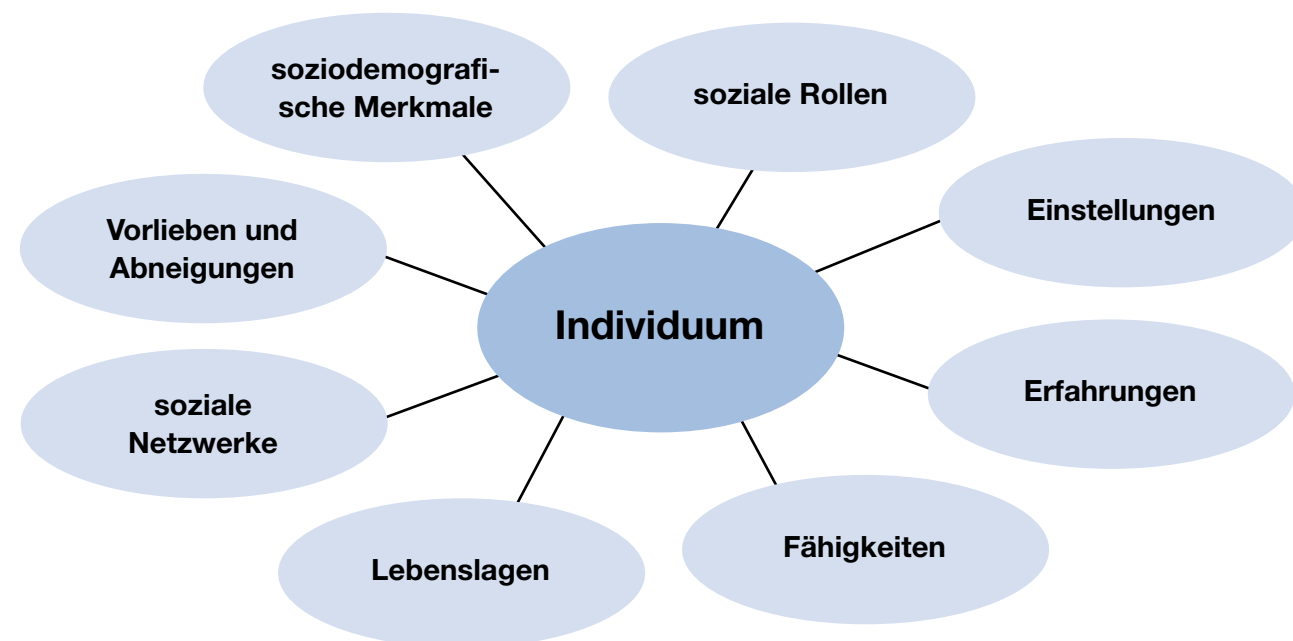 soziodemografi-
sche Merkmale
soziale Rollen
Einstellungen
Vorlieben und
Abneigungen
Individuum
Erfahrungen
soziale
Netzwerke
Fähigkeiten
Lebenslagen